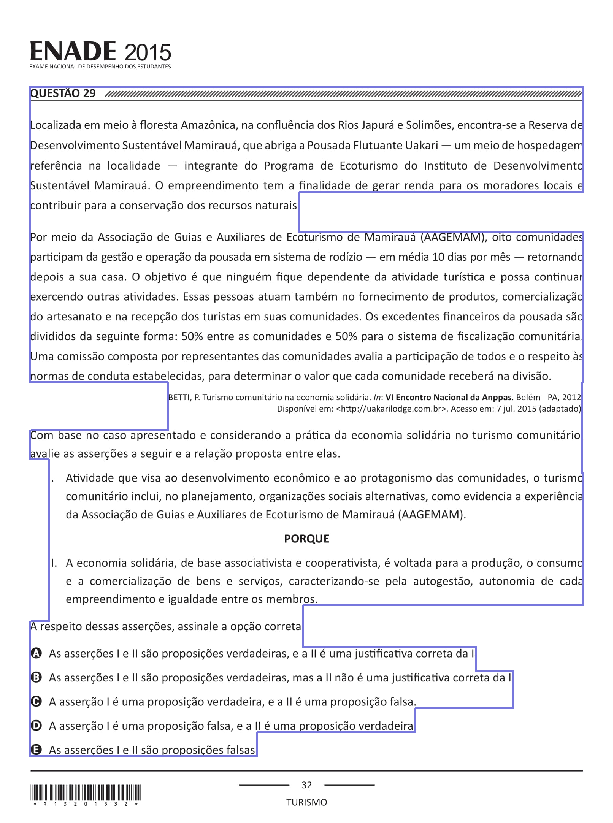 ENADE 2015
EXAME NACIONAL DE DESEMPENHO DOS ESTUDANTES
QUESTÃO 29
Localizada em meio à floresta Amazônica, na confluência dos Rios Japurá e Solimões, encontra-se a Reserva de
Desenvolvimento Sustentável Mamirauá, que abriga a Pousada Flutuante Uakari — um meio de hospedagem
referência na localidade — integrante do Programa de Ecoturismo do Instituto de Desenvolvimento
Sustentável Mamirauá. O empreendimento tem a finalidade de gerar renda para os moradores locais e
contribuir para a conservação dos recursos naturais
Por meio da Associação de Guias e Auxiliares de Ecoturismo de Mamirauá (AAGEMAM), oito comunidades
participam da gestão e operação da pousada em sistema de rodízio — em média 10 dias por mês — retornando
depois a sua casa. O objetivo é que ninguém fique dependente da atividade turística e possa continuar
exercendo outras atividades. Essas pessoas atuam também no fornecimento de produtos, comercialização
do artesanato e na recepção dos turistas em suas comunidades. Os excedentes financeiros da pousada são
divididos da seguinte forma: 50% entre as comunidades e 50% para o sistema de fiscalização comunitária.
Uma comissão composta por representantes das comunidades avalia a participação de todos e o respeito às
normas de conduta estabelecidas, para determinar o valor que cada comunidade receberá na divisão.
BETTI, P. Turismo comunitário na economia solidária. In: VI Encontro Nacional da Anppas. Belém - PA, 2012
Disponível em: <http://uakarilodge.com.br>. Acesso em: 7 jul. 2015 (adaptado)
Com base no caso apresentado e considerando a prática da economia solidária no turismo comunitário
avalie as asserções a seguir e a relação proposta entre elas.
. Atividade que visa ao desenvolvimento econômico e ao protagonismo das comunidades, o turismo
comunitário inclui, no planejamento, organizações sociais alternativas, como evidencia a experiência
da Associação de Guias e Auxiliares de Ecoturismo de Mamirauá (AAGEMAM).
PORQUE
I. A economia solidária, de base associativista e cooperativista, é voltada para a produção, o consumo
e a comercialização de bens e serviços, caracterizando-se pela autogestão, autonomia de cada
empreendimento e igualdade entre os membros.
A respeito dessas asserções, assinale a opção correta
A As asserções I e II são proposições verdadeiras, e a II é uma justificativa correta da I
B As asserções I e II são proposições verdadeiras, mas a II não é uma justificativa correta da I
C A asserção I é uma proposição verdadeira, e a II é uma proposição falsa.
D A asserção I é uma proposição falsa, e a II é uma proposição verdadeira
E As asserções I e II são proposições falsas
32
TURISMO